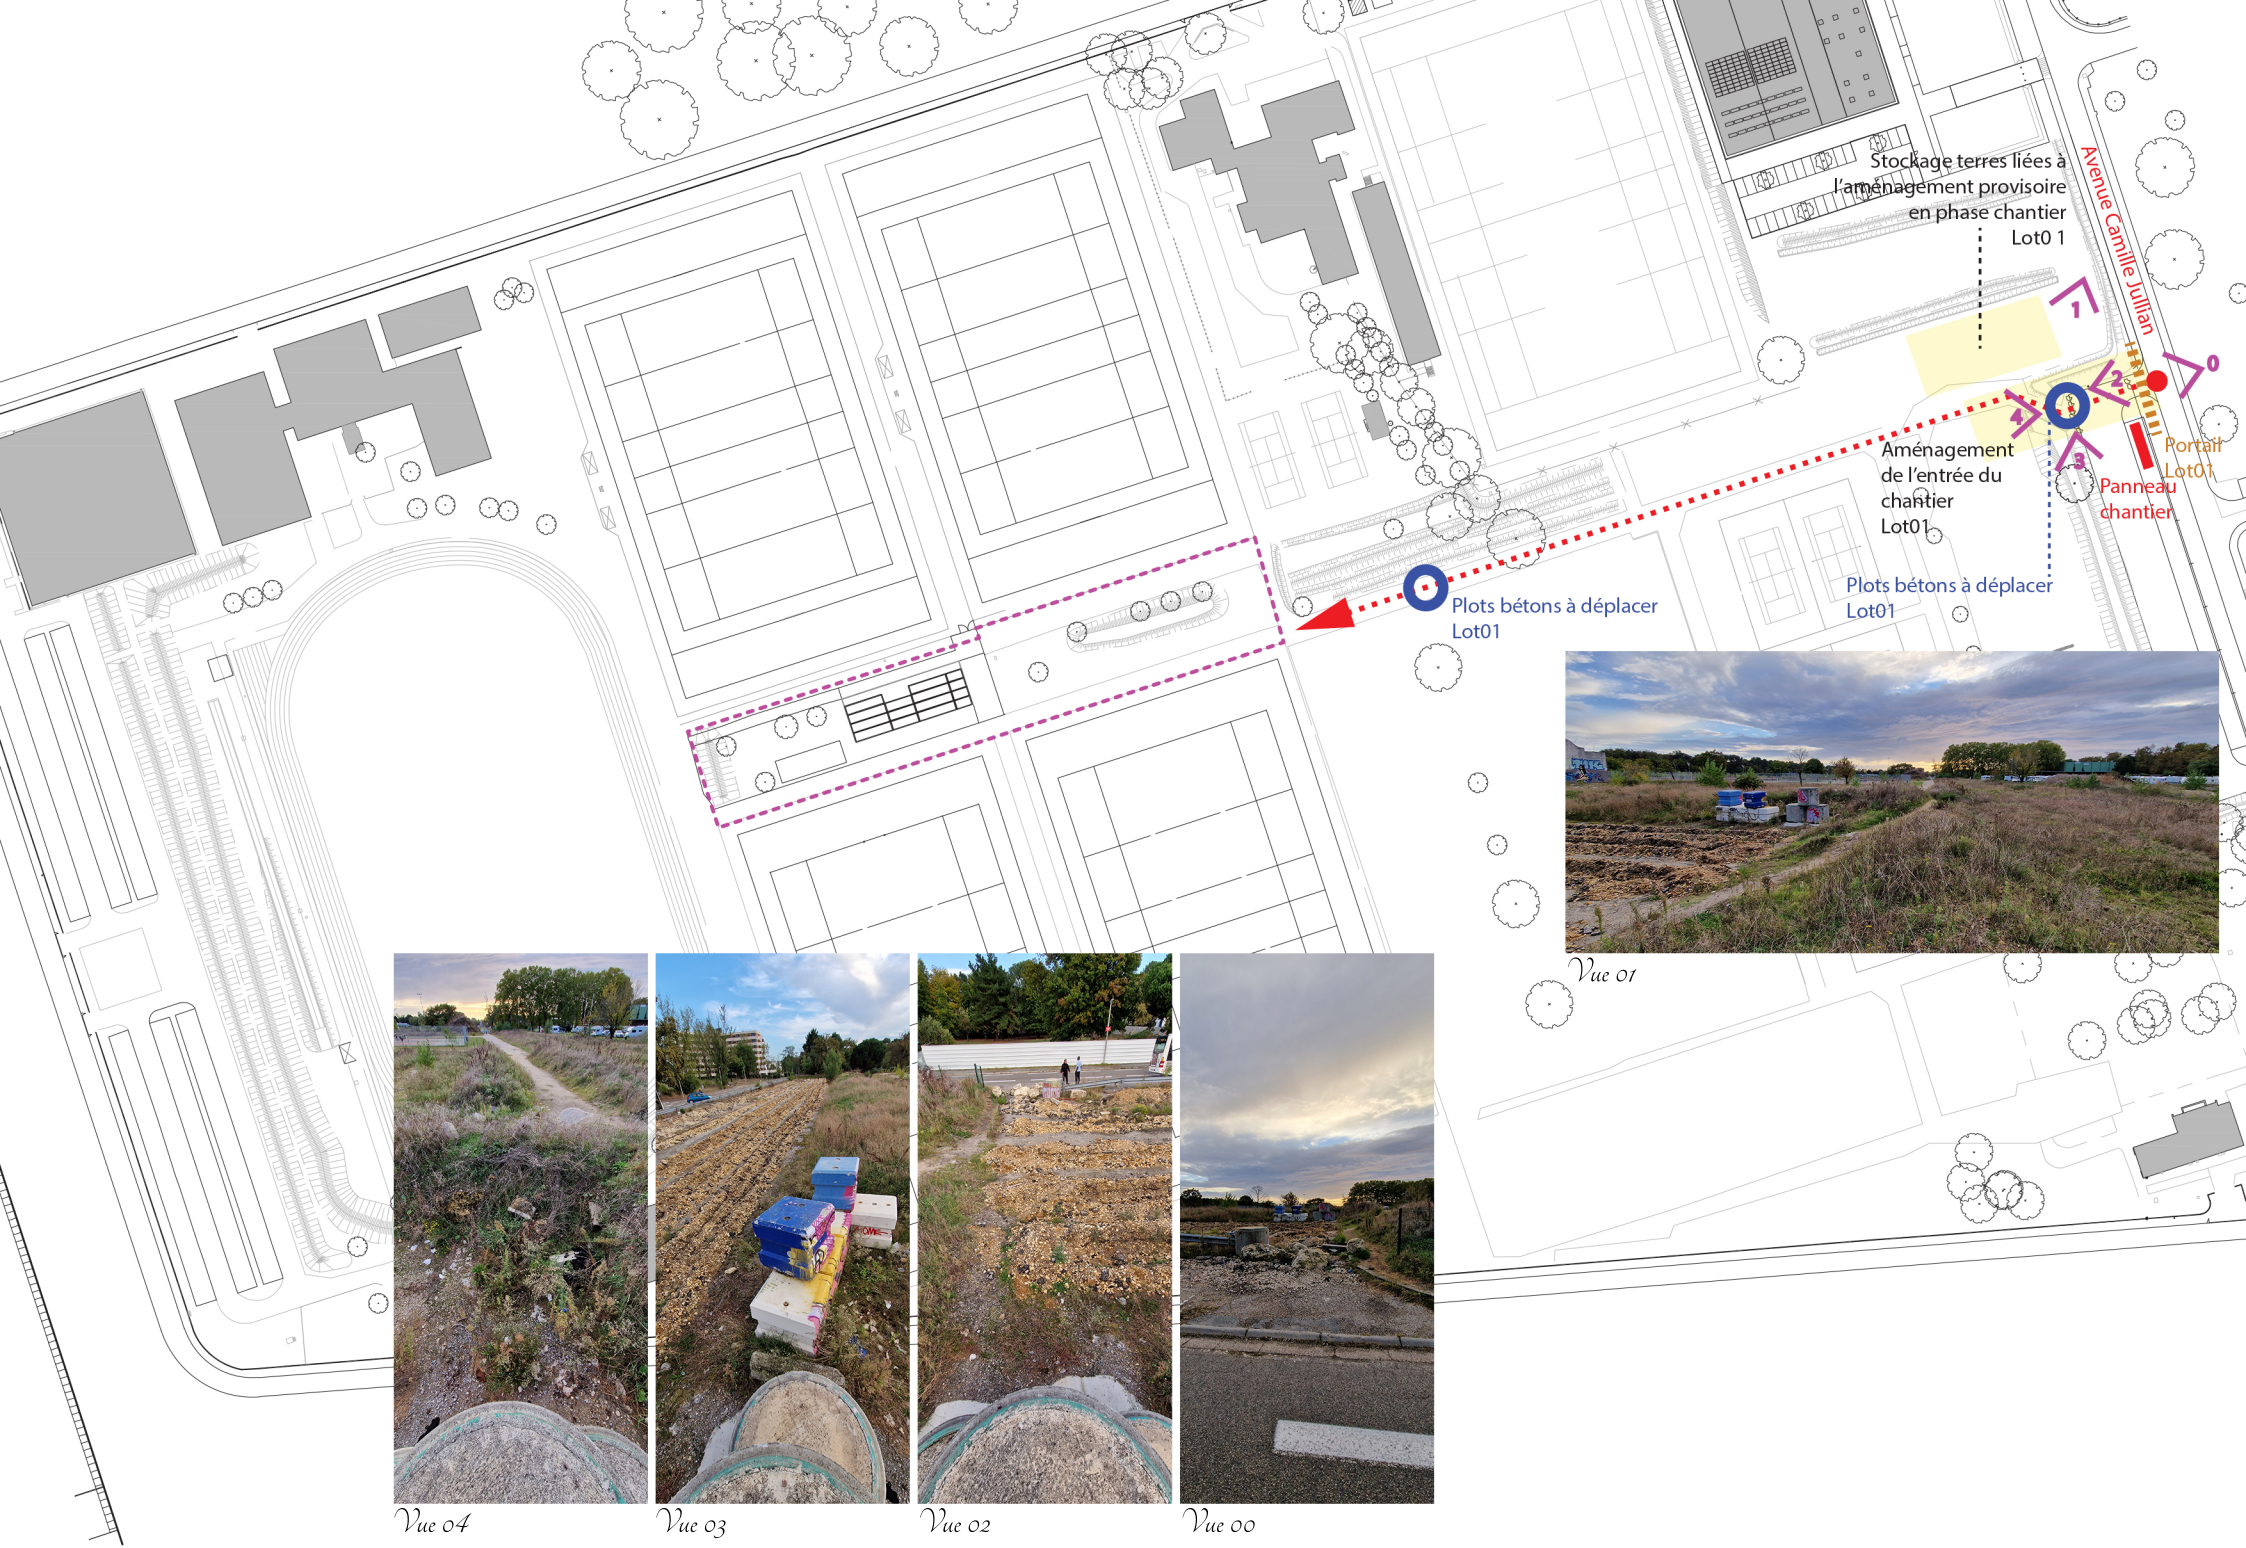 Stockage terres liées à
l'aménagement provisoire
en phase chantier
Lot0 1
Avenue Camille Jullian
1
0
2
4
3
Portail
Lot01
Panneau
chantier
Aménagement
de l'entrée du
chantier
Lot01
Plots bétons à déplacer
Lot01
Plots bétons à déplacer
Lot01
Vue 01
Vue 04
Vue 03
Vue 02
Vue 00